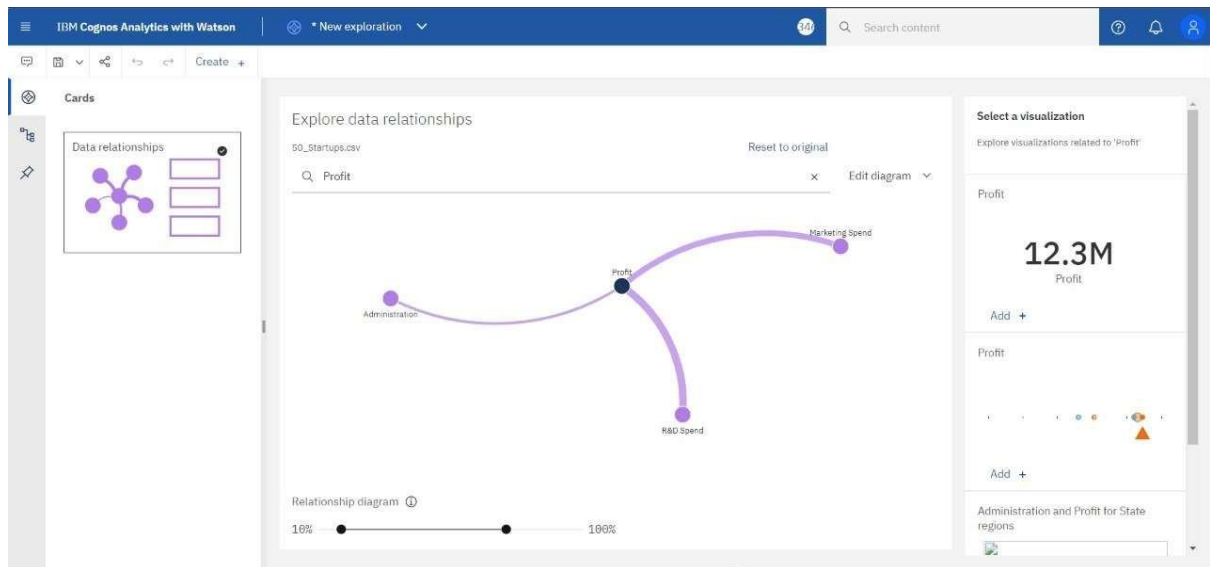 IBM Cognos Analytics with Watson
* New exploration
Search content
Create +
Cards
Data relationships
Explore data relationships
50_Startups.csv
Reset to original
Profit
Edit diagram
Marketing Spend
Profit
Administration
R&D Spend
Relationship diagram
10%
100%
Select a visualization
Explore visualizations related to 'Profit'
Profit
12.3M
Profit
Add +
Profit
Add +
Administration and Profit for State
regions